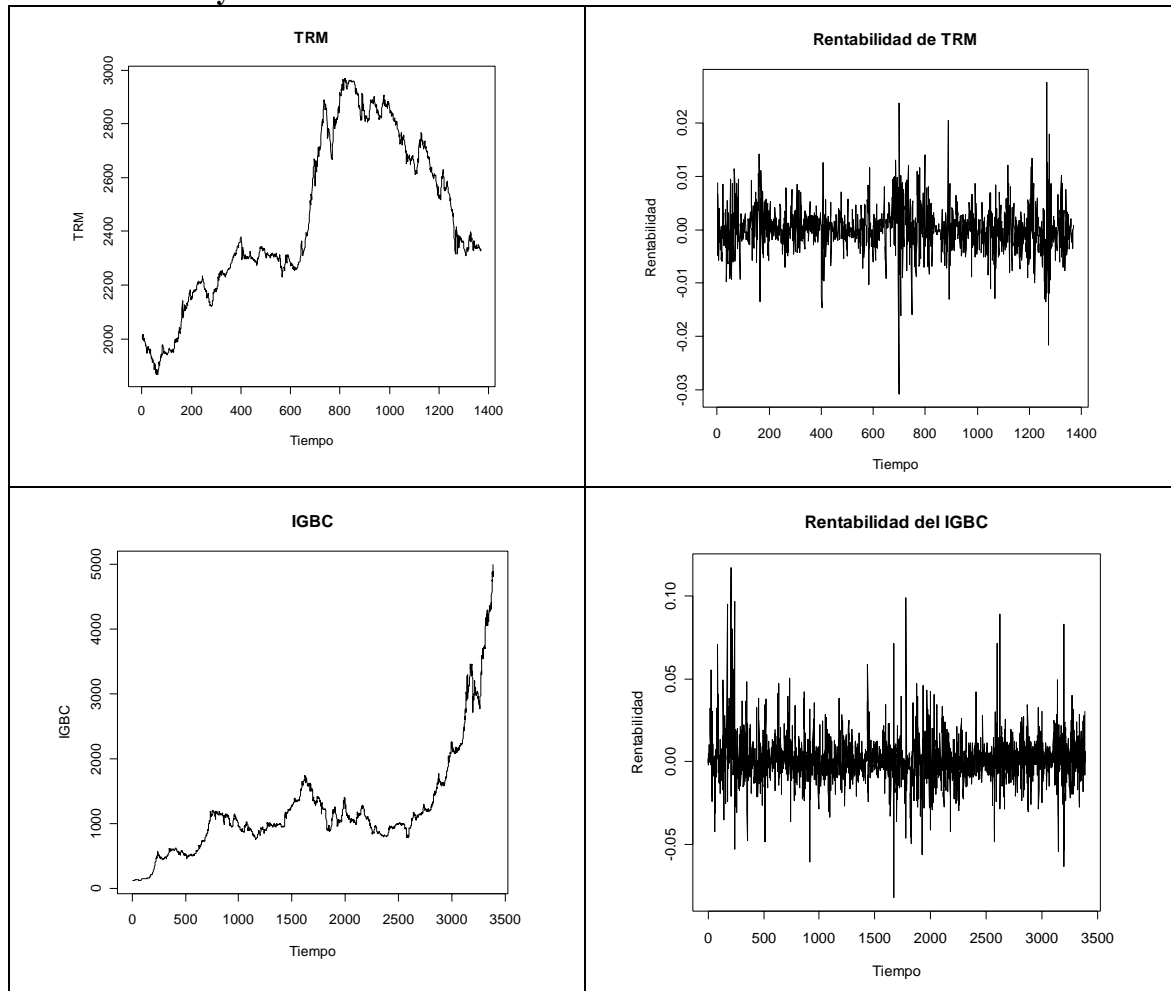 y
TRM
TRM
3000
2800
2600
2400
2200
2000
0 200 400 600 800 1000 1200 1400
Tiempo
Rentabilidad de TRM
Rentabilidad
0.02
0.01
0.00
-0.01
-0.02
-0.03
0 200 400 600 800 1000 1200 1400
Tiempo
IGBC
IGBC
5000
4000
3000
2000
1000
0
0 500 1000 1500 2000 2500 3000 3500
Tiempo
Rentabilidad del IGBC
Rentabilidad
0.10
0.05
0.00
-0.05
0 500 1000 1500 2000 2500 3000 3500
Tiempo